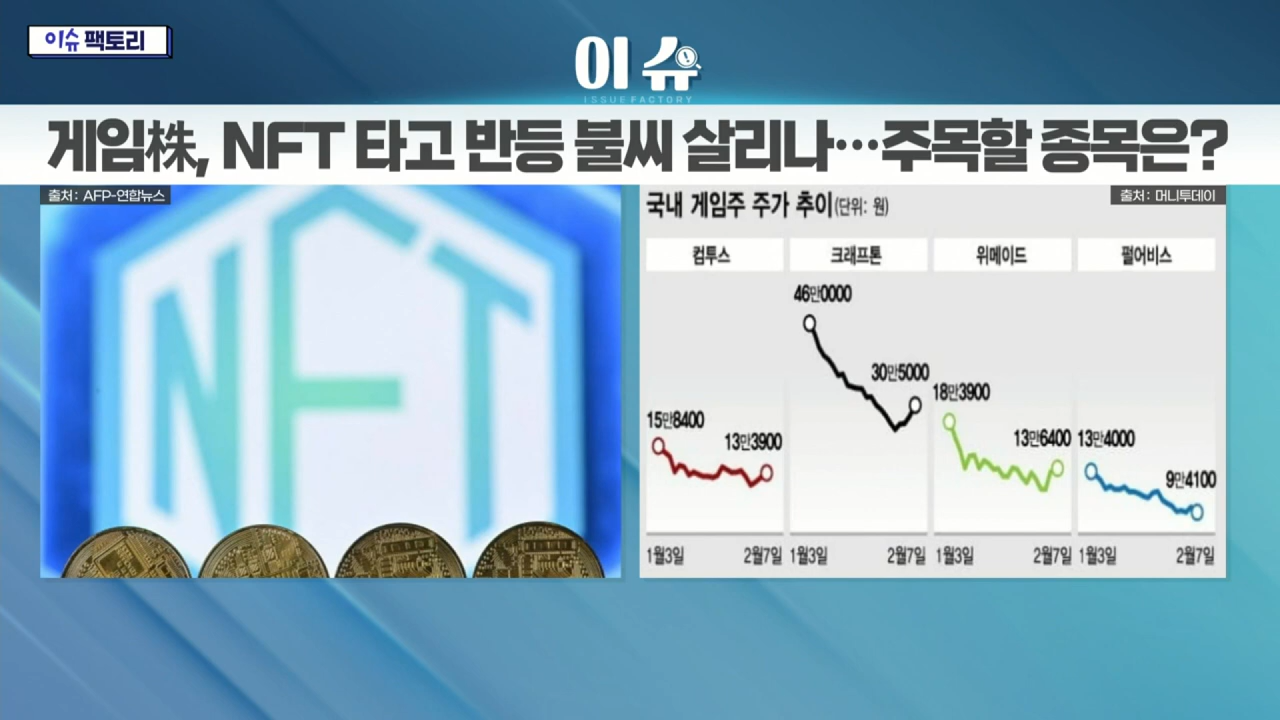 이슈 팩토리
이슈
ISSUE FACTORY
게임株, NFT 타고 반등 불씨 살리나…주목할 종목은?
출처: AFP-연합뉴스
NFT
국내 게임주 주가 추이(단위: 원)
출처: 머니투데이
컴투스 크래프톤 위메이드 펄어비스
46만0000
30만5000
18만3900
15만8400
13만3900
13만6400
13만4000
9만4100
1월3일 2월7일 1월3일 2월7일 1월3일 2월7일 1월3일 2월7일